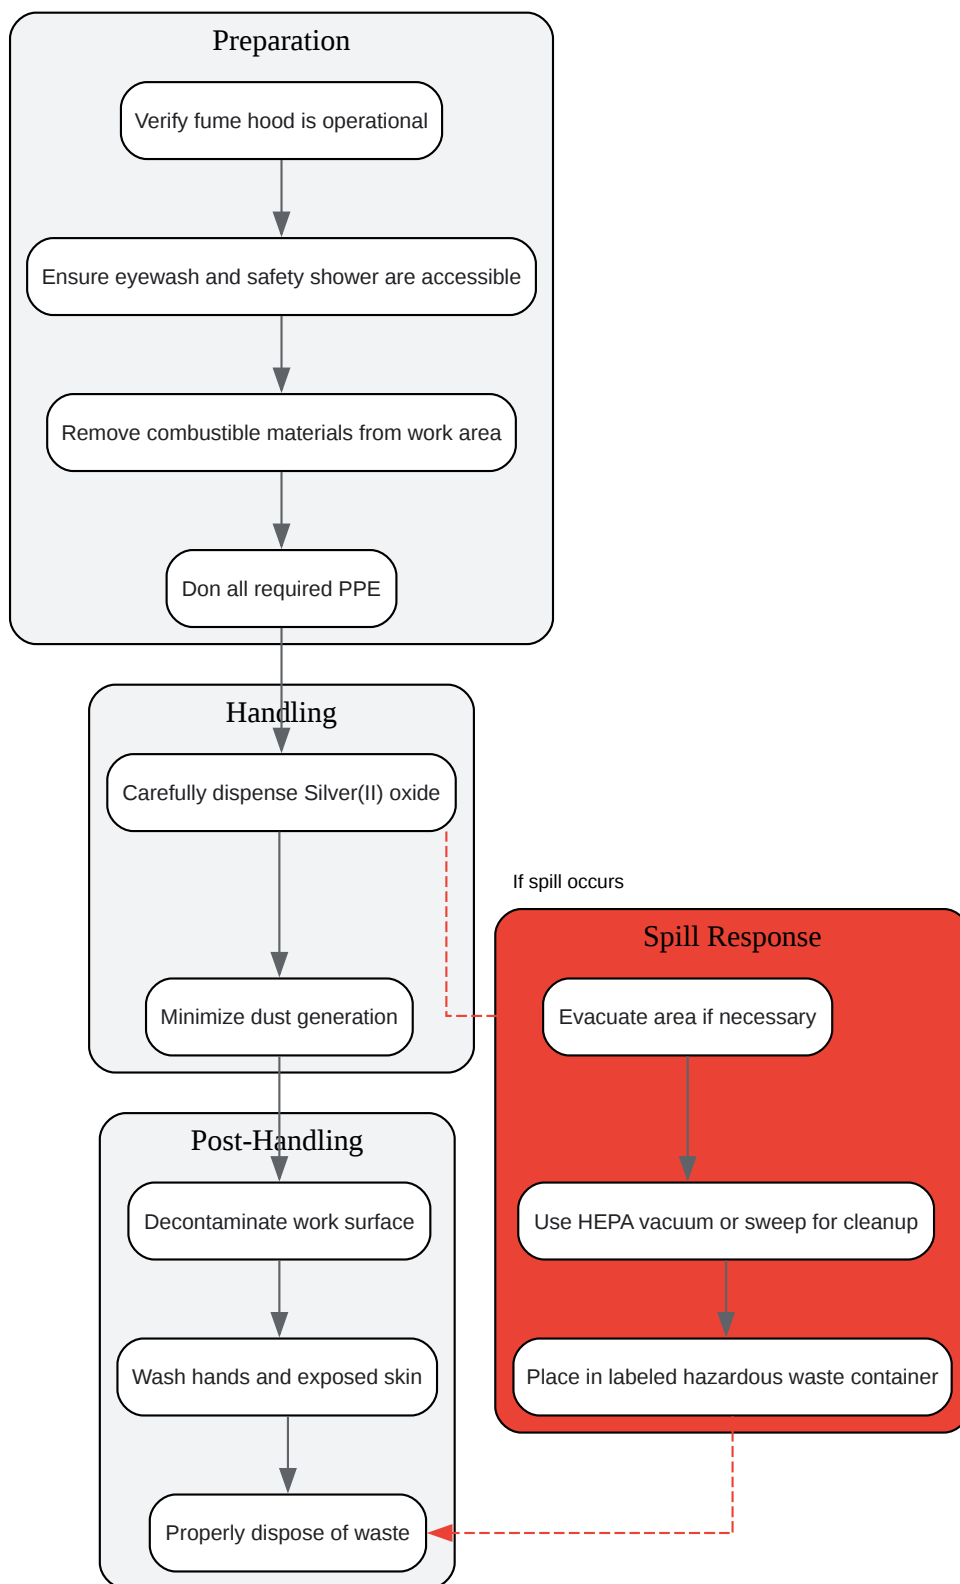 Preparation
Verify fume hood is operational
Ensure eyewash and safety shower are accessible
Remove combustible materials from work area
Don all required PPE
Handling
Carefully dispense Silver(II) oxide
Minimize dust generation
If spill occurs
Spill Response
Evacuate area if necessary
Use HEPA vacuum or sweep for cleanup
Place in labeled hazardous waste container
Post-Handling
Decontaminate work surface
Wash hands and exposed skin
Properly dispose of waste